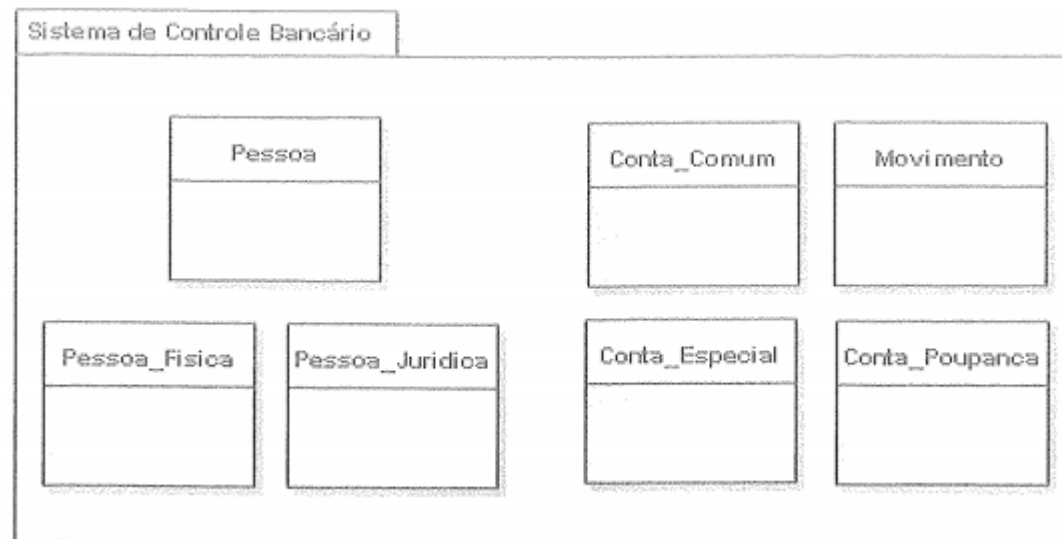 Sistema de Controle Bancário
Pessoa
Conta_Comum
Movimento
Pessoa_Fisica
Pessoa_Juridica
Conta_Especial
Conta_Poupanca